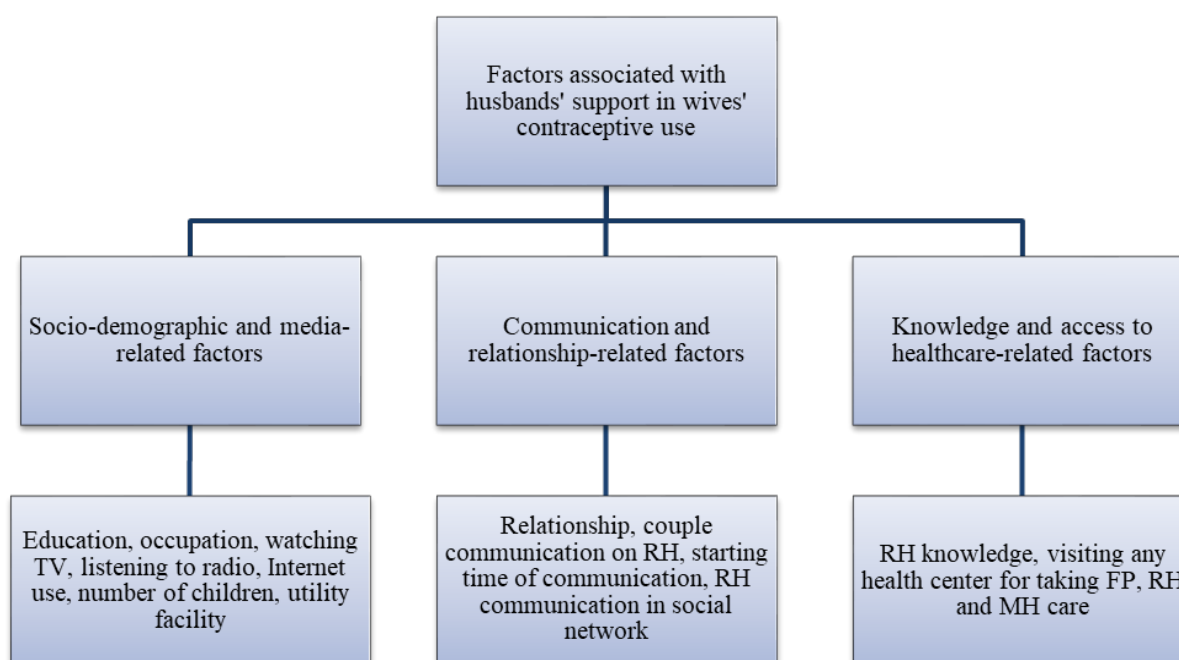 Factors associated with
husbands' support in wives'
contraceptive use
Socio-demographic and media-
related factors
Communication and
relationship-related factors
Knowledge and access to
healthcare-related factors
Education, occupation, watching
TV, listening to radio, Internet
use, number of children, utility
facility
Relationship, couple
communication on RH, starting
time of communication, RH
communication in social
network
RH knowledge, visiting any
health center for taking FP, RH
and MH care